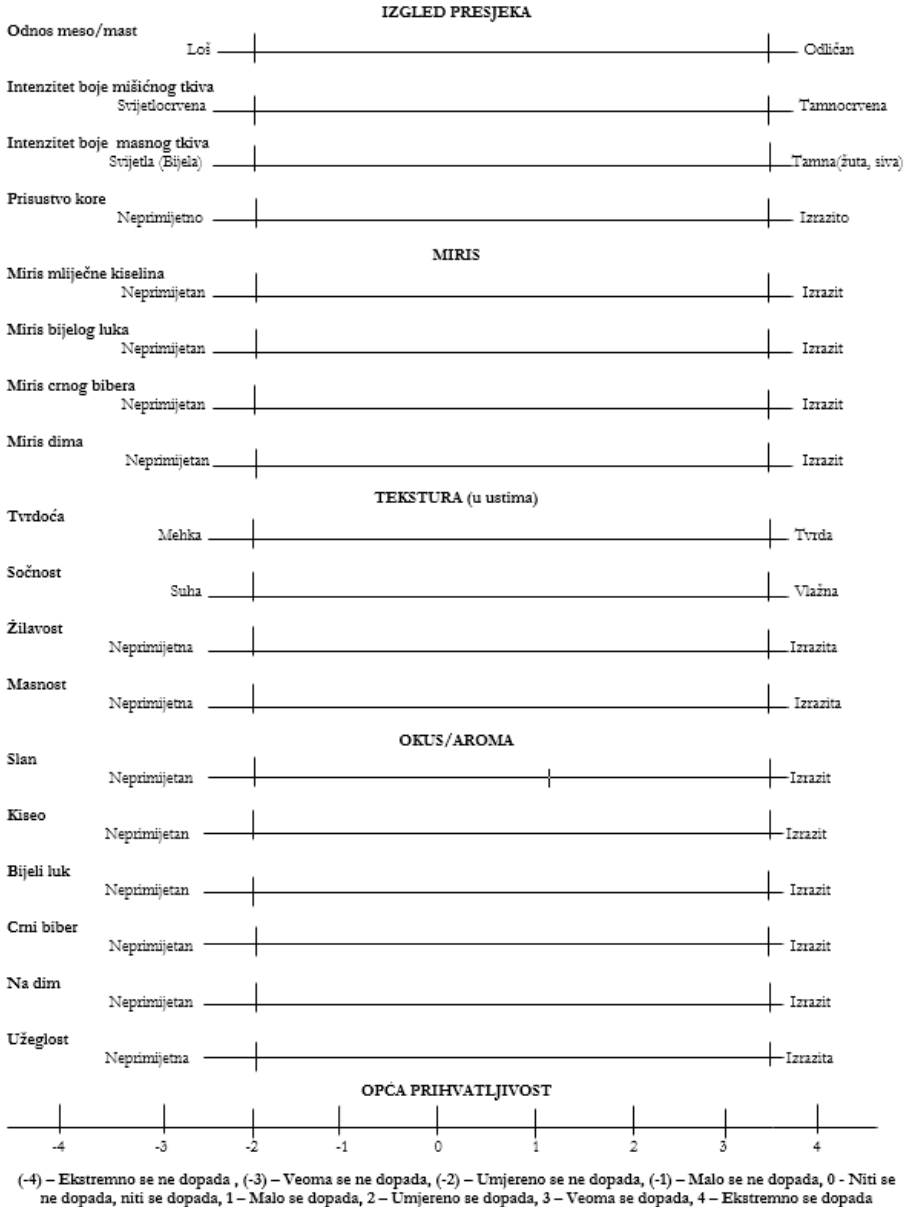 IZGLED PRESJEKA
Odnos meso/mast
Loš Odličan
Intenzitet boje mišićnog tkiva
Svijetlocrvena Tamnocrvena
Intenzitet boje masnog tkiva
Svijetla (Bijela) Tamna(žuta, siva)
Prisustvo kore
Neprimijetno Izrazito
MIRIS
Miris mliječne kiselina
Neprimijetan Izrazit
Miris bijelog luka
Neprimijetan Izrazit
Miris crnog bibera
Neprimijetan Izrazit
Miris dima
Neprimijetan Izrazit
TEKSTURA (u ustima)
Tvrdoća
Mehka Tvrda
Sočnost
Suha Vlažna
Žilavost
Neprimijetna Izrazita
Masnost
Neprimijetna Izrazita
OKUS/AROMA
Slan
Neprimijetan Izrazit
Kiseo
Neprimijetan Izrazit
Bijeli luk
Neprimijetan Izrazit
Crni biber
Neprimijetan Izrazit
Na dim
Neprimijetan Izrazit
Užeglost
Neprimijetna Izrazita
OPĆA PRIHVATLJIVOST
-4 -3 -2 -1 0 1 2 3 4
(-4) – Ekstremno se ne dopada , (-3) – Veoma se ne dopada, (-2) – Umjereno se ne dopada, (-1) – Malo se ne dopada, 0 - Niti se
ne dopada, niti se dopada, 1 – Malo se dopada, 2 – Umjereno se dopada, 3 – Veoma se dopada, 4 – Ekstremno se dopada